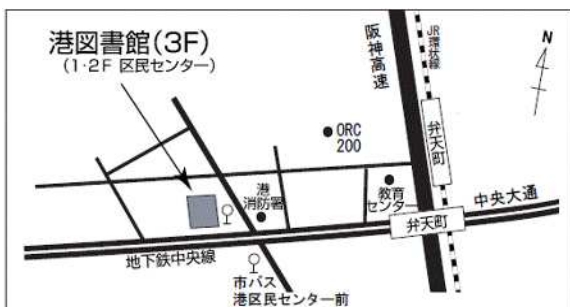 港図書館(3F)
(1・2F 区民センター)
阪神高速
JR環状線
N
ORC
200
弁天町
港
消防署
教育
センター
中央大通
弁天町
地下鉄中央線
市バス
港区民センター前